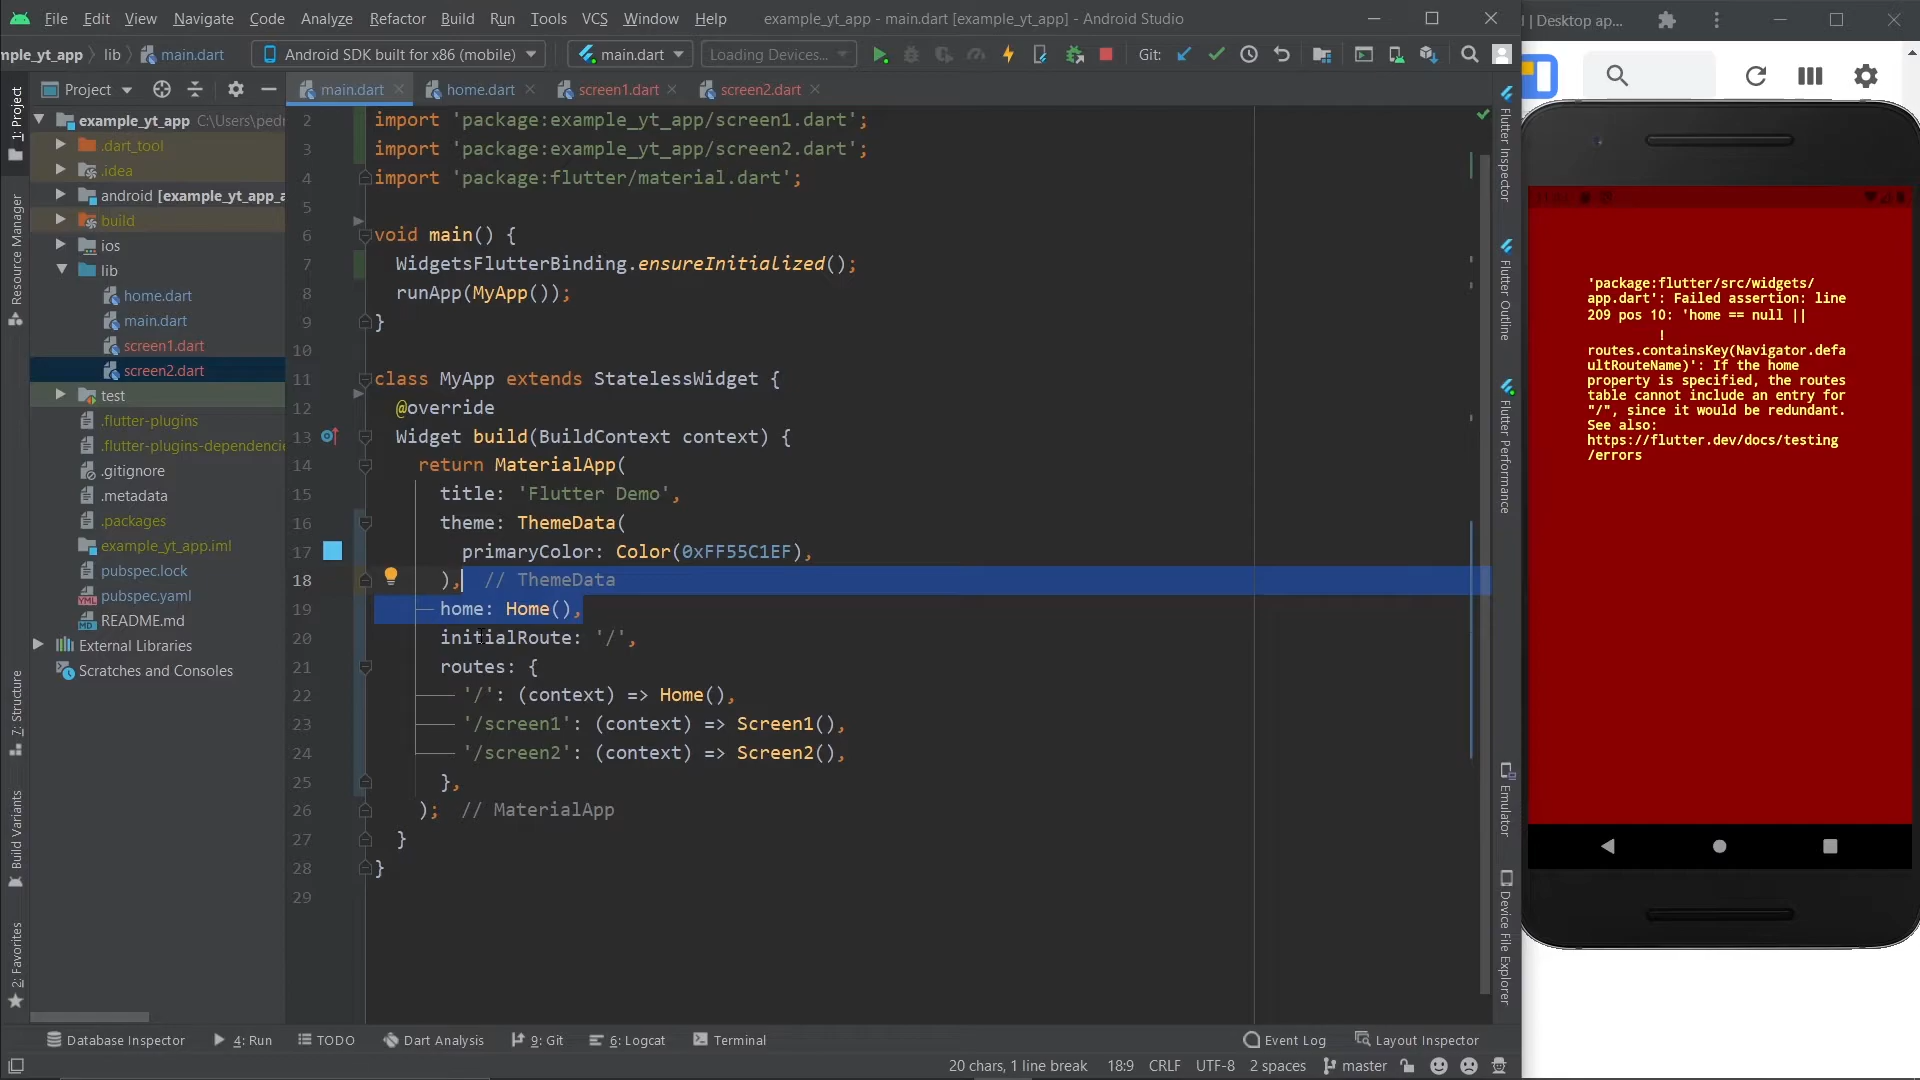 File Edit View Navigate Code Analyze Refactor Build Run Tools VCS Window Help example_yt_app - main.dart [example_yt_app] - Android Studio
| Desktop ap...
mple_yt_app lib main.dart Android SDK built for x86 (mobile) main.dart Loading Devices... Git:
Project
main.dart home.dart screen1.dart screen2.dart
example_yt_app C:\Users\pedr
.dart_tool
.idea
android [example_yt_app_a
build
ios
lib
home.dart
main.dart
screen1.dart
screen2.dart
test
.flutter-plugins
.flutter-plugins-dependencie
.gitignore
.metadata
.packages
example_yt_app.iml
pubspec.lock
pubspec.yaml
README.md
External Libraries
Scratches and Consoles
1: Project
Resource Manager
7: Structure
Build Variants
2: Favorites
2 import 'package:example_yt_app/screen1.dart';
3 import 'package:example_yt_app/screen2.dart';
4 import 'package:flutter/material.dart';
5
6 void main() {
7 WidgetsFlutterBinding.ensureInitialized();
8 runApp(MyApp());
9 }
10
11 class MyApp extends StatelessWidget {
12 @override
13 Widget build(BuildContext context) {
14 return MaterialApp(
15 title: 'Flutter Demo',
16 theme: ThemeData(
17 primaryColor: Color(0xFF55C1EF),
18 ), // ThemeData
19 home: Home(),
20 initialRoute: '/',
21 routes: {
22 '/': (context) => Home(),
23 '/screen1': (context) => Screen1(),
24 '/screen2': (context) => Screen2(),
25 },
26 ); // MaterialApp
27 }
28 }
29
Flutter Inspector
Flutter Outline
Flutter Performance
Emulator
Device File Explorer
'package:flutter/src/widgets/
app.dart': Failed assertion: line
209 pos 10: 'home == null ||
!
routes.containsKey(Navigator.defa
ultRouteName)': If the home
property is specified, the routes
table cannot include an entry for
"/", since it would be redundant.
See also:
https://flutter.dev/docs/testing
/errors
Database Inspector 4: Run TODO Dart Analysis 9: Git 6: Logcat Terminal Event Log Layout Inspector
20 chars, 1 line break 18:9 CRLF UTF-8 2 spaces master